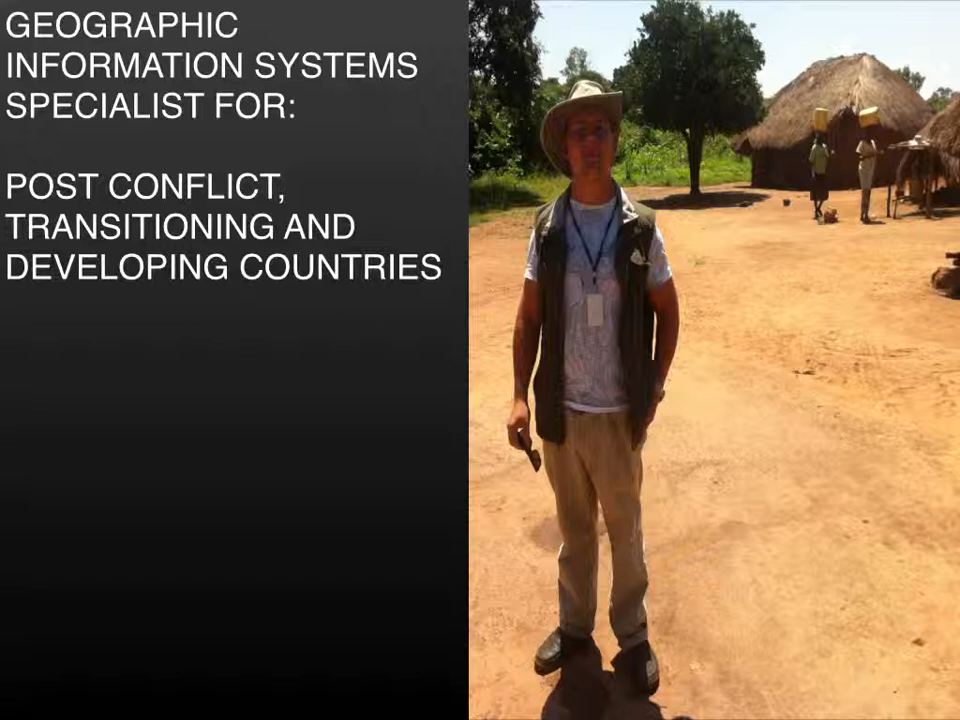 GEOGRAPHIC
INFORMATION SYSTEMS
SPECIALIST FOR:
POST CONFLICT,
TRANSITIONING AND
DEVELOPING COUNTRIES